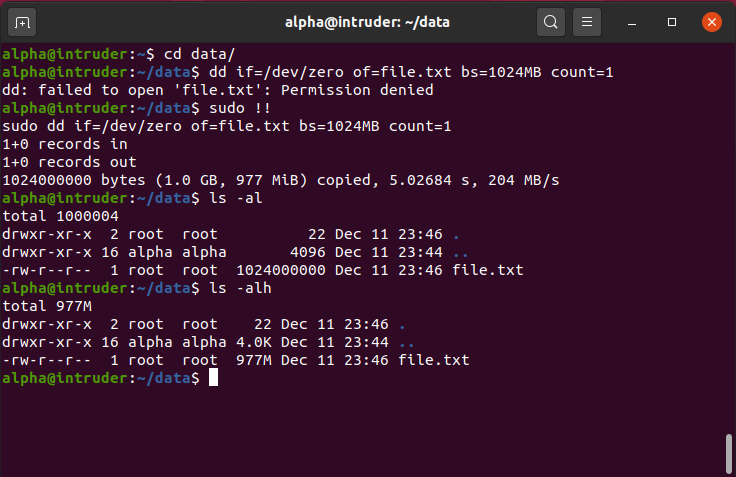 alpha@intruder: ~/data
alpha@intruder:~$ cd data/
alpha@intruder:~/data$ dd if=/dev/zero of=file.txt bs=1024MB count=1
dd: failed to open 'file.txt': Permission denied
alpha@intruder:~/data$ sudo !!
sudo dd if=/dev/zero of=file.txt bs=1024MB count=1
1+0 records in
1+0 records out
1024000000 bytes (1.0 GB, 977 MiB) copied, 5.02684 s, 204 MB/s
alpha@intruder:~/data$ ls -al
total 1000004
drwxr-xr-x  2 root  root          22 Dec 11 23:46 .
drwxr-xr-x 16 alpha alpha       4096 Dec 11 23:44 ..
-rw-r--r--  1 root  root  1024000000 Dec 11 23:46 file.txt
alpha@intruder:~/data$ ls -alh
total 977M
drwxr-xr-x  2 root  root    22 Dec 11 23:46 .
drwxr-xr-x 16 alpha alpha 4.0K Dec 11 23:44 ..
-rw-r--r--  1 root  root  977M Dec 11 23:46 file.txt
alpha@intruder:~/data$